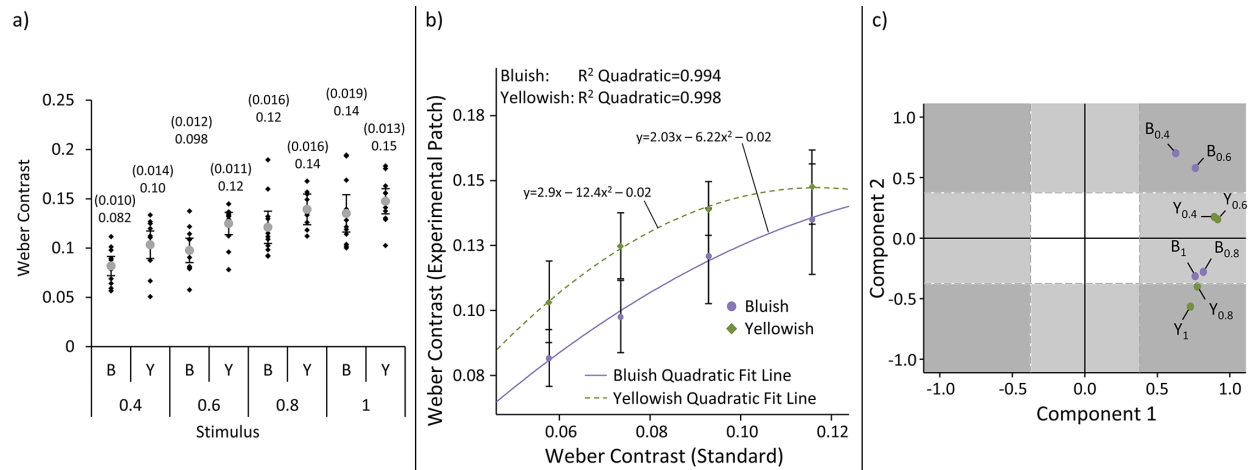 a)
(0.010)
0.082
(0.014)
0.10
(0.012)
0.098
(0.011)
0.12
(0.016)
0.12
(0.016)
0.14
(0.019)
0.14
(0.013)
0.15
Weber Contrast
0.25
0.2
0.15
0.1
0.05
0
B Y B Y B Y B Y
0.4 0.6 0.8 1
Stimulus
b)
Bluish: R² Quadratic=0.994
Yellowish: R² Quadratic=0.998
y=2.03x – 6.22x² – 0.02
y=2.9x – 12.4x² – 0.02
Weber Contrast (Experimental Patch)
0.18
0.15
0.13
0.10
0.08
Bluish
Yellowish
Bluish Quadratic Fit Line
Yellowish Quadratic Fit Line
0.06 0.08 0.10 0.12
Weber Contrast (Standard)
c)
Component 2
1.0
0.5
0.0
-0.5
-1.0
B0.4
B0.6
Y0.4
Y0.6
B1
B0.8
Y0.8
Y1
-1.0 -0.5 0.0 0.5 1.0
Component 1